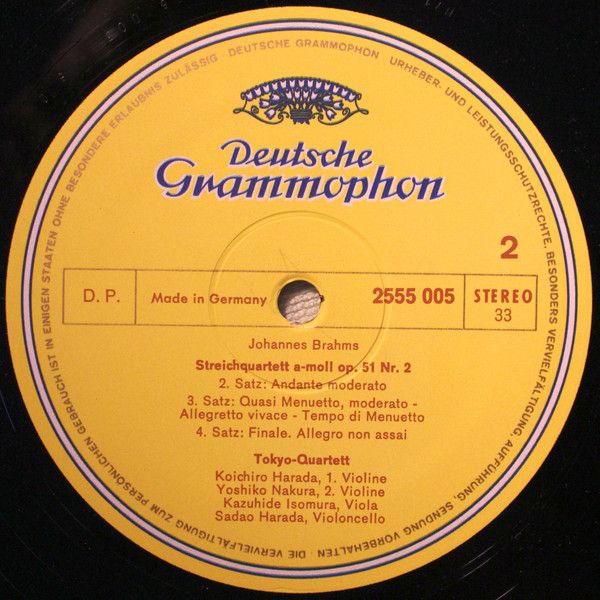 Deutsche
Grammophon
2
D. P.
Made in Germany
2555 005
STEREO
33
Johannes Brahms
Streichquartett a-moll op. 51 Nr. 2
2. Satz: Andante moderato
3. Satz: Quasi Menuetto, moderato -
Allegretto vivace - Tempo di Menuetto
4. Satz: Finale. Allegro non assai
Tokyo-Quartett
Koichiro Harada, 1. Violine
Yoshiko Nakura, 2. Violine
Kazuhide Isomura, Viola
Sadao Harada, Violoncello
DEUTSCHE GRAMMOPHON · URHEBER- UND LEISTUNGSSCHUTZRECHTE, BESONDERS VERVIELFÄLTIGUNG, AUFFÜHRUNG, SENDUNG VORBEHALTEN · DIE VERVIELFÄLTIGUNG ZUM PERSÖNLICHEN GEBRAUCH IST IN EINIGEN STAATEN OHNE BESONDERE ERLAUBNIS ZULÄSSIG ·